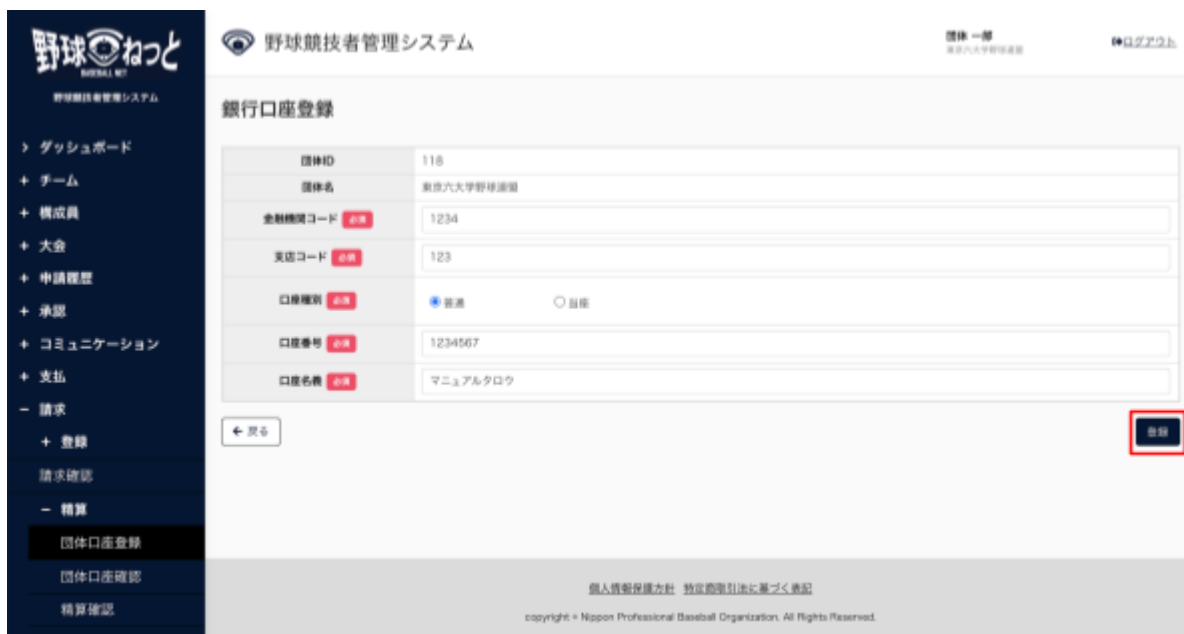 野球ねっと
BASEBALL NET
野球競技者管理システム
> ダッシュボード
+ チーム
+ 構成員
+ 大会
+ 申請履歴
+ 承認
+ コミュニケーション
+ 支払
- 請求
+ 登録
請求確認
- 精算
団体口座登録
団体口座確認
精算確認
野球競技者管理システム
団体 一郎
東京六大学野球連盟
ログアウト
銀行口座登録
団体ID 118
団体名 東京六大学野球連盟
金融機関コード 必須 1234
支店コード 必須 123
口座種別 必須 普通 当座
口座番号 必須 1234567
口座名義 必須 マニュアルタロウ
← 戻る
登録
個人情報保護方針 特定商取引法に基づく表記
copyright © Nippon Professional Baseball Organization. All Rights Reserved.